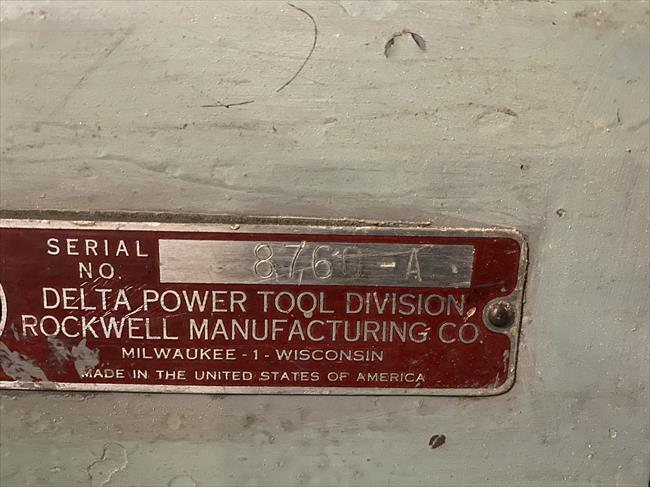 SERIAL
NO.
8760-A
DELTA POWER TOOL DIVISION
ROCKWELL MANUFACTURING CO.
MILWAUKEE - 1 - WISCONSIN
MADE IN THE UNITED STATES OF AMERICA